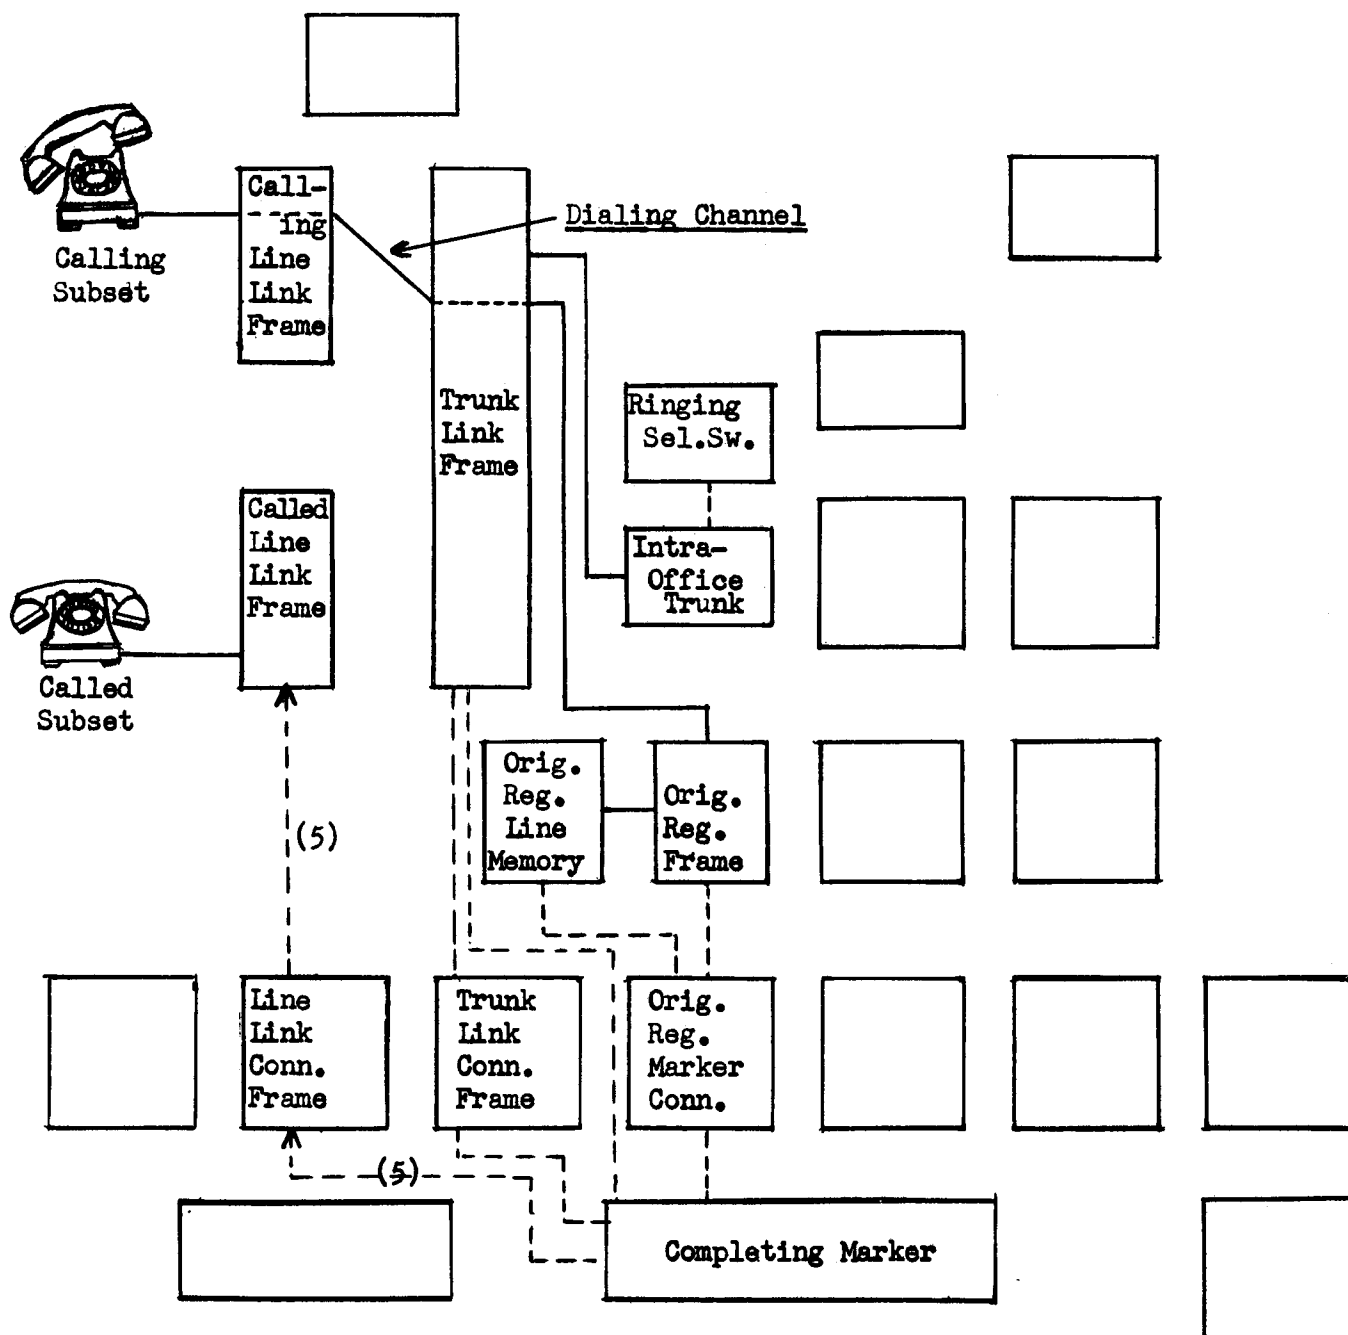 Call-
ing
Line
Link
Frame
Dialing Channel
Calling
Subset
Trunk
Link
Frame
Ringing
Sel.Sw.
Called
Line
Link
Frame
Intra-
Office
Trunk
Called
Subset
(5)
Orig.
Reg.
Line
Memory
Orig.
Reg.
Frame
Line
Link
Conn.
Frame
Trunk
Link
Conn.
Frame
Orig.
Reg.
Marker
Conn.
(5)
Completing Marker